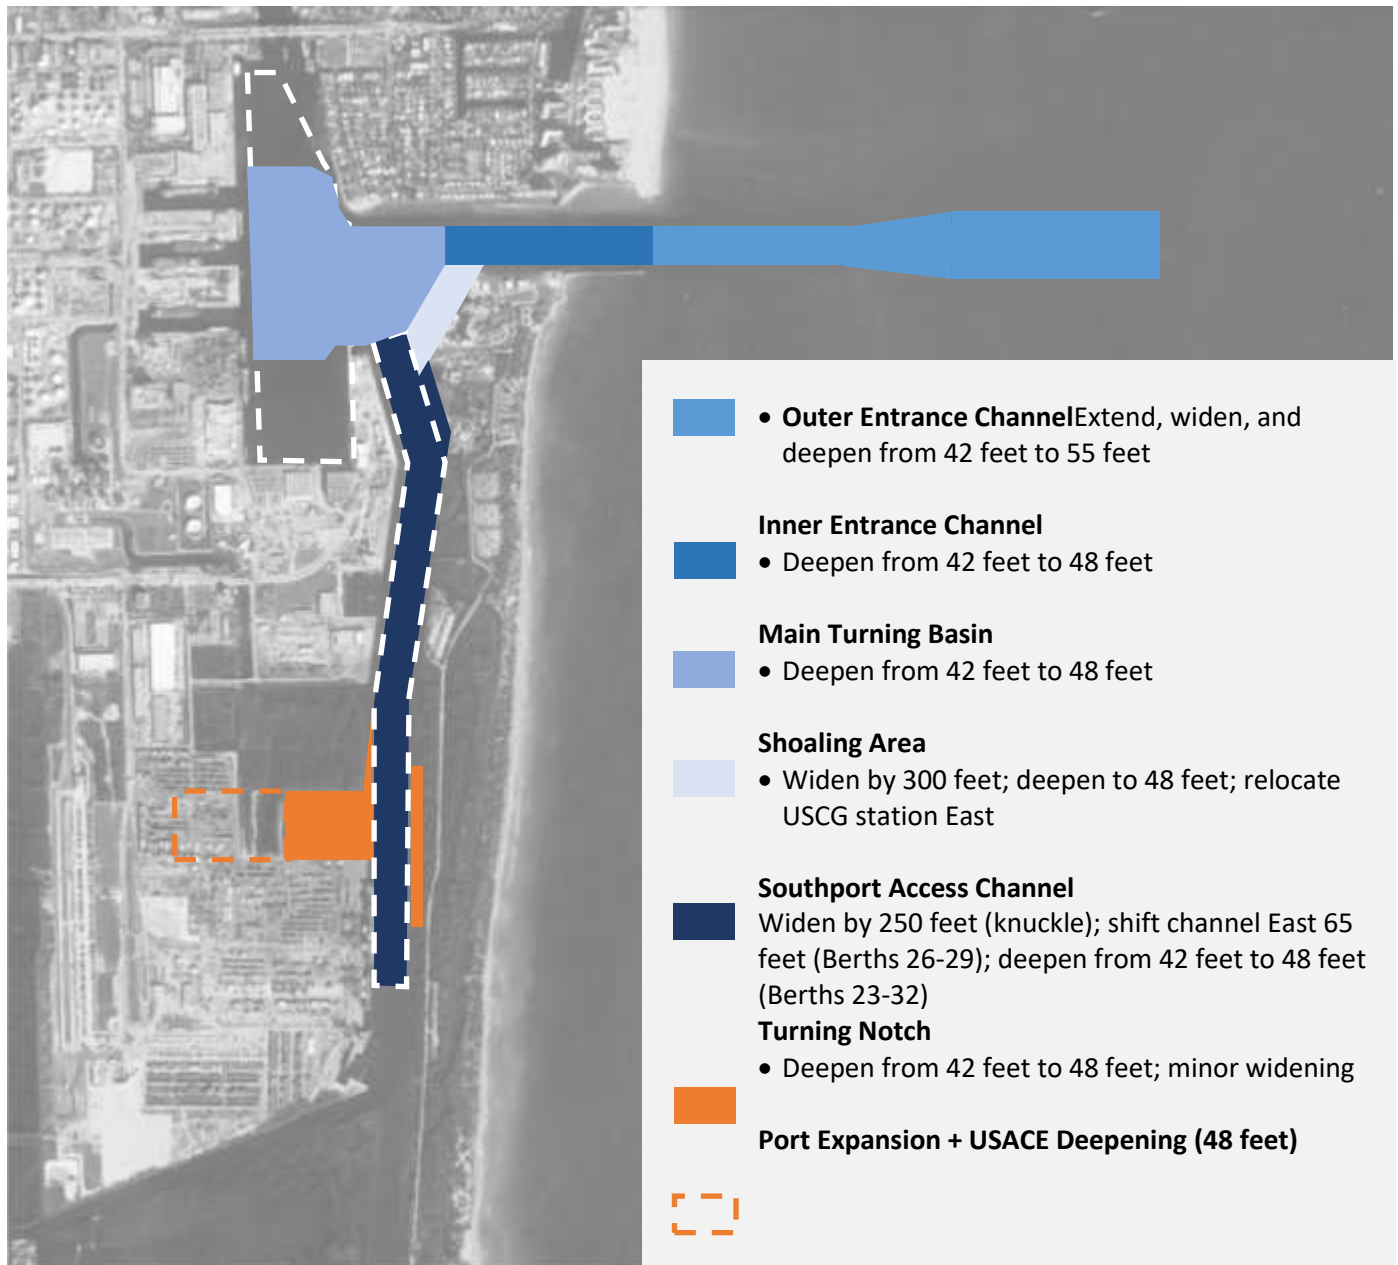 • Outer Entrance ChannelExtend, widen, and
deepen from 42 feet to 55 feet
Inner Entrance Channel
• Deepen from 42 feet to 48 feet
Main Turning Basin
• Deepen from 42 feet to 48 feet
Shoaling Area
• Widen by 300 feet; deepen to 48 feet; relocate
USCG station East
Southport Access Channel
Widen by 250 feet (knuckle); shift channel East 65
feet (Berths 26-29); deepen from 42 feet to 48 feet
(Berths 23-32)
Turning Notch
• Deepen from 42 feet to 48 feet; minor widening
Port Expansion + USACE Deepening (48 feet)